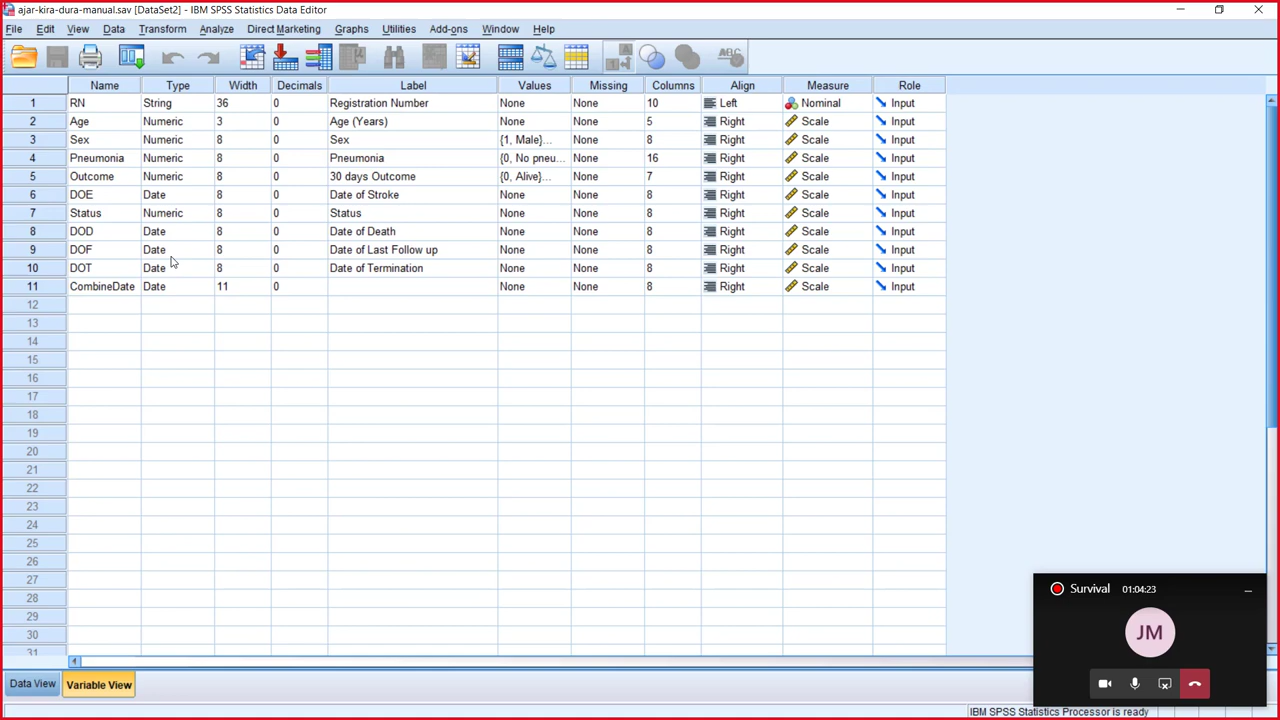 ajar-kira-dura-manual.sav [DataSet2] - IBM SPSS Statistics Data Editor
File Edit View Data Transform Analyze Direct Marketing Graphs Utilities Add-ons Window Help
Name Type Width Decimals Label Values Missing Columns Align Measure Role
1 RN String 36 0 Registration Number None None 10 Left Nominal Input
2 Age Numeric 3 0 Age (Years) None None 5 Right Scale Input
3 Sex Numeric 8 0 Sex {1, Male}... None 8 Right Scale Input
4 Pneumonia Numeric 8 0 Pneumonia {0, No pneu... None 16 Right Scale Input
5 Outcome Numeric 8 0 30 days Outcome {0, Alive}... None 7 Right Scale Input
6 DOE Date 8 0 Date of Stroke None None 8 Right Scale Input
7 Status Numeric 8 0 Status None None 8 Right Scale Input
8 DOD Date 8 0 Date of Death None None 8 Right Scale Input
9 DOF Date 8 0 Date of Last Follow up None None 8 Right Scale Input
10 DOT Date 8 0 Date of Termination None None 8 Right Scale Input
11 CombineDate Date 11 0 None None 8 Right Scale Input
12
13
14
15
16
17
18
19
20
21
22
23
24
25
26
27
28
29
30
31
Survival 01:04:23
JM
Data View Variable View
IBM SPSS Statistics Processor is ready